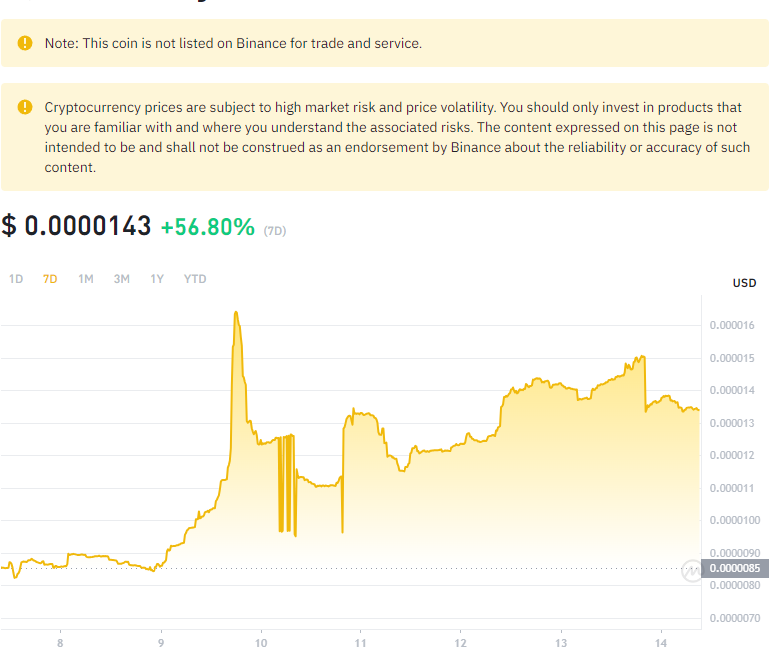 Note: This coin is not listed on Binance for trade and service.
Cryptocurrency prices are subject to high market risk and price volatility. You should only invest in products that
you are familiar with and where you understand the associated risks. The content expressed on this page is not
intended to be and shall not be construed as an endorsement by Binance about the reliability or accuracy of such
content.
$ 0.0000143 +56.80% (7D)
1D 7D 1M 3M 1Y YTD
USD
0.000016
0.000015
0.000014
0.000013
0.000012
0.000011
0.0000100
0.0000090
0.0000085
0.0000080
0.0000070
8 9 10 11 12 13 14